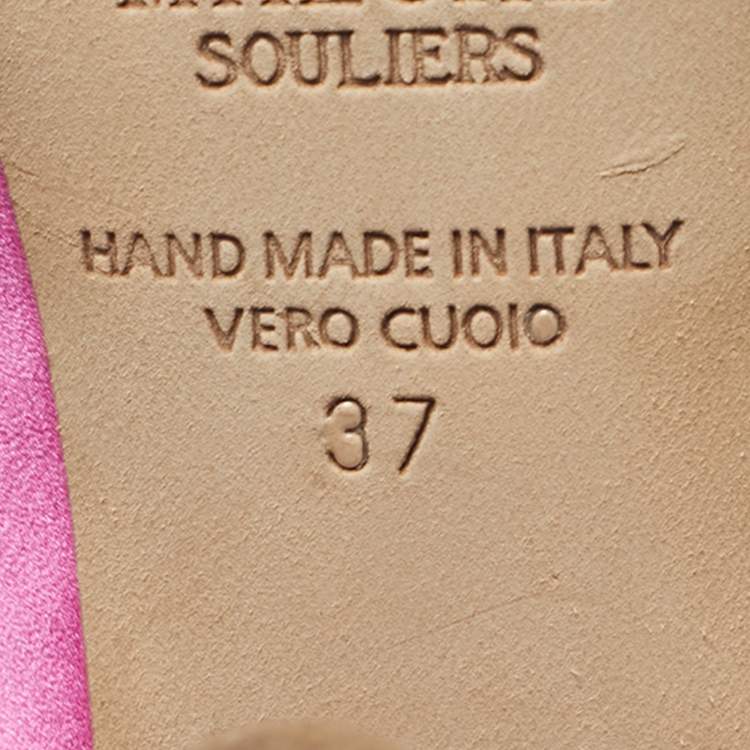 SOULIERS
HAND MADE IN ITALY
VERO CUOIO
37